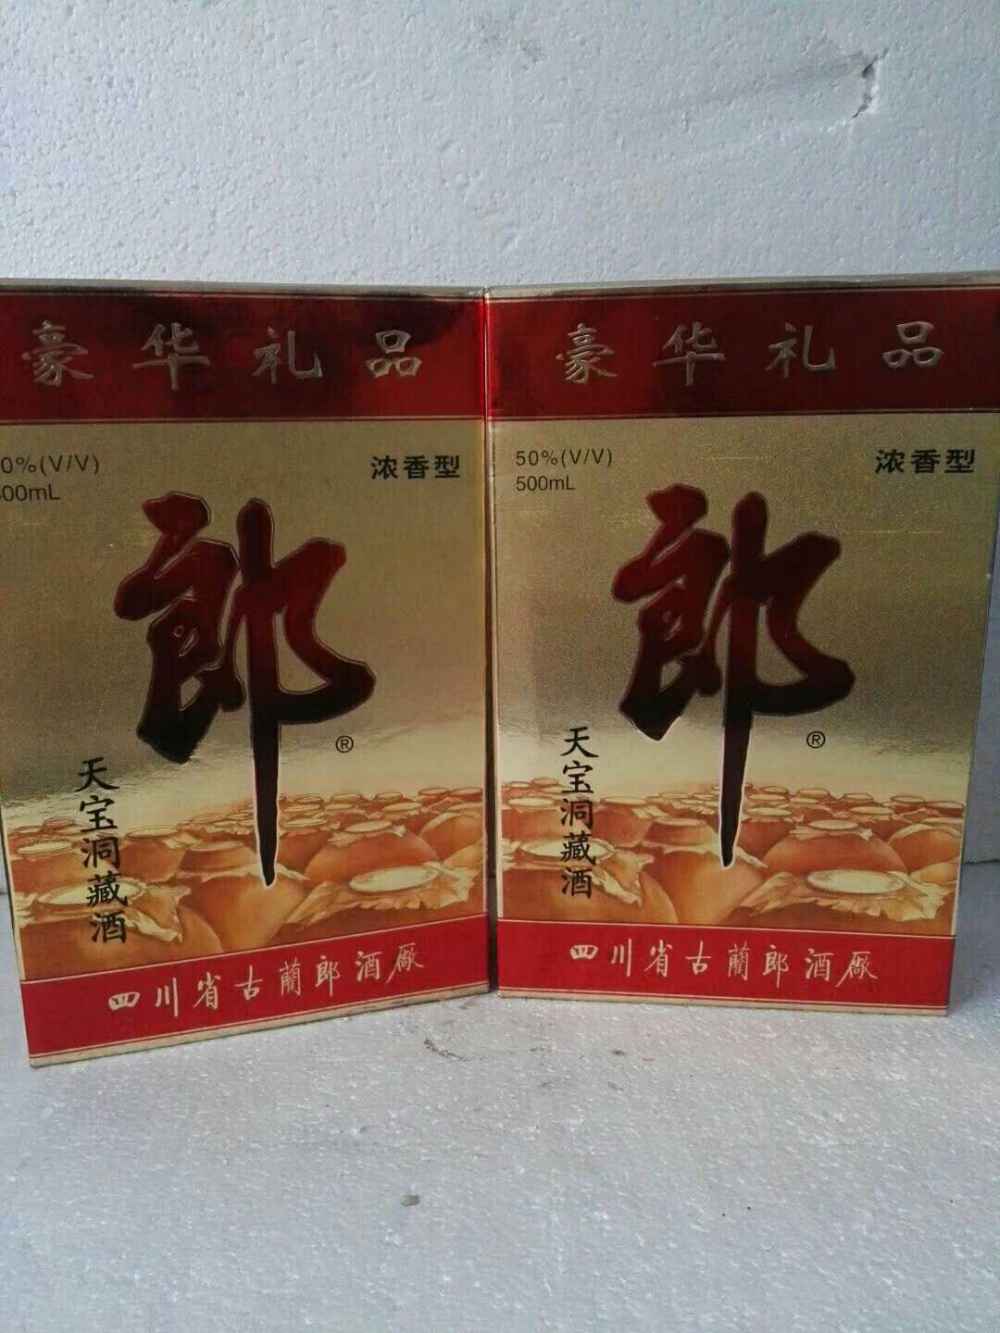 豪华礼品
0%(V/V)
00mL
浓香型
郎
®
天宝洞藏酒
四川省古蔺郎酒厰
豪华礼品
50%(V/V)
500mL
浓香型
郎
®
天宝洞藏酒
四川省古蔺郎酒厰